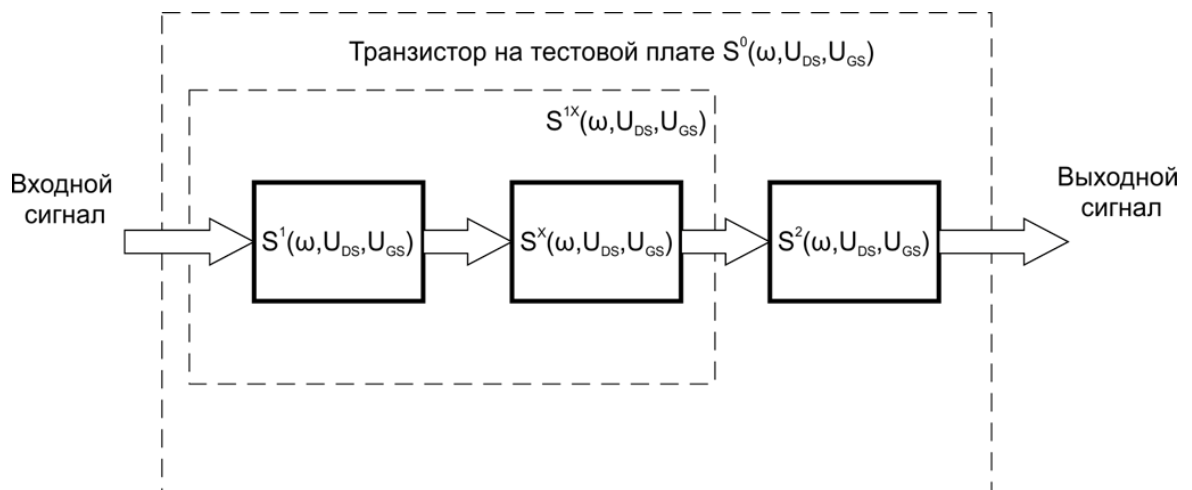 Транзистор на тестовой плате S⁰(ω,U_DS,U_GS)
S¹ˣ(ω,U_DS,U_GS)
Входной
сигнал
S¹(ω,U_DS,U_GS)
Sˣ(ω,U_DS,U_GS)
S²(ω,U_DS,U_GS)
Выходной
сигнал